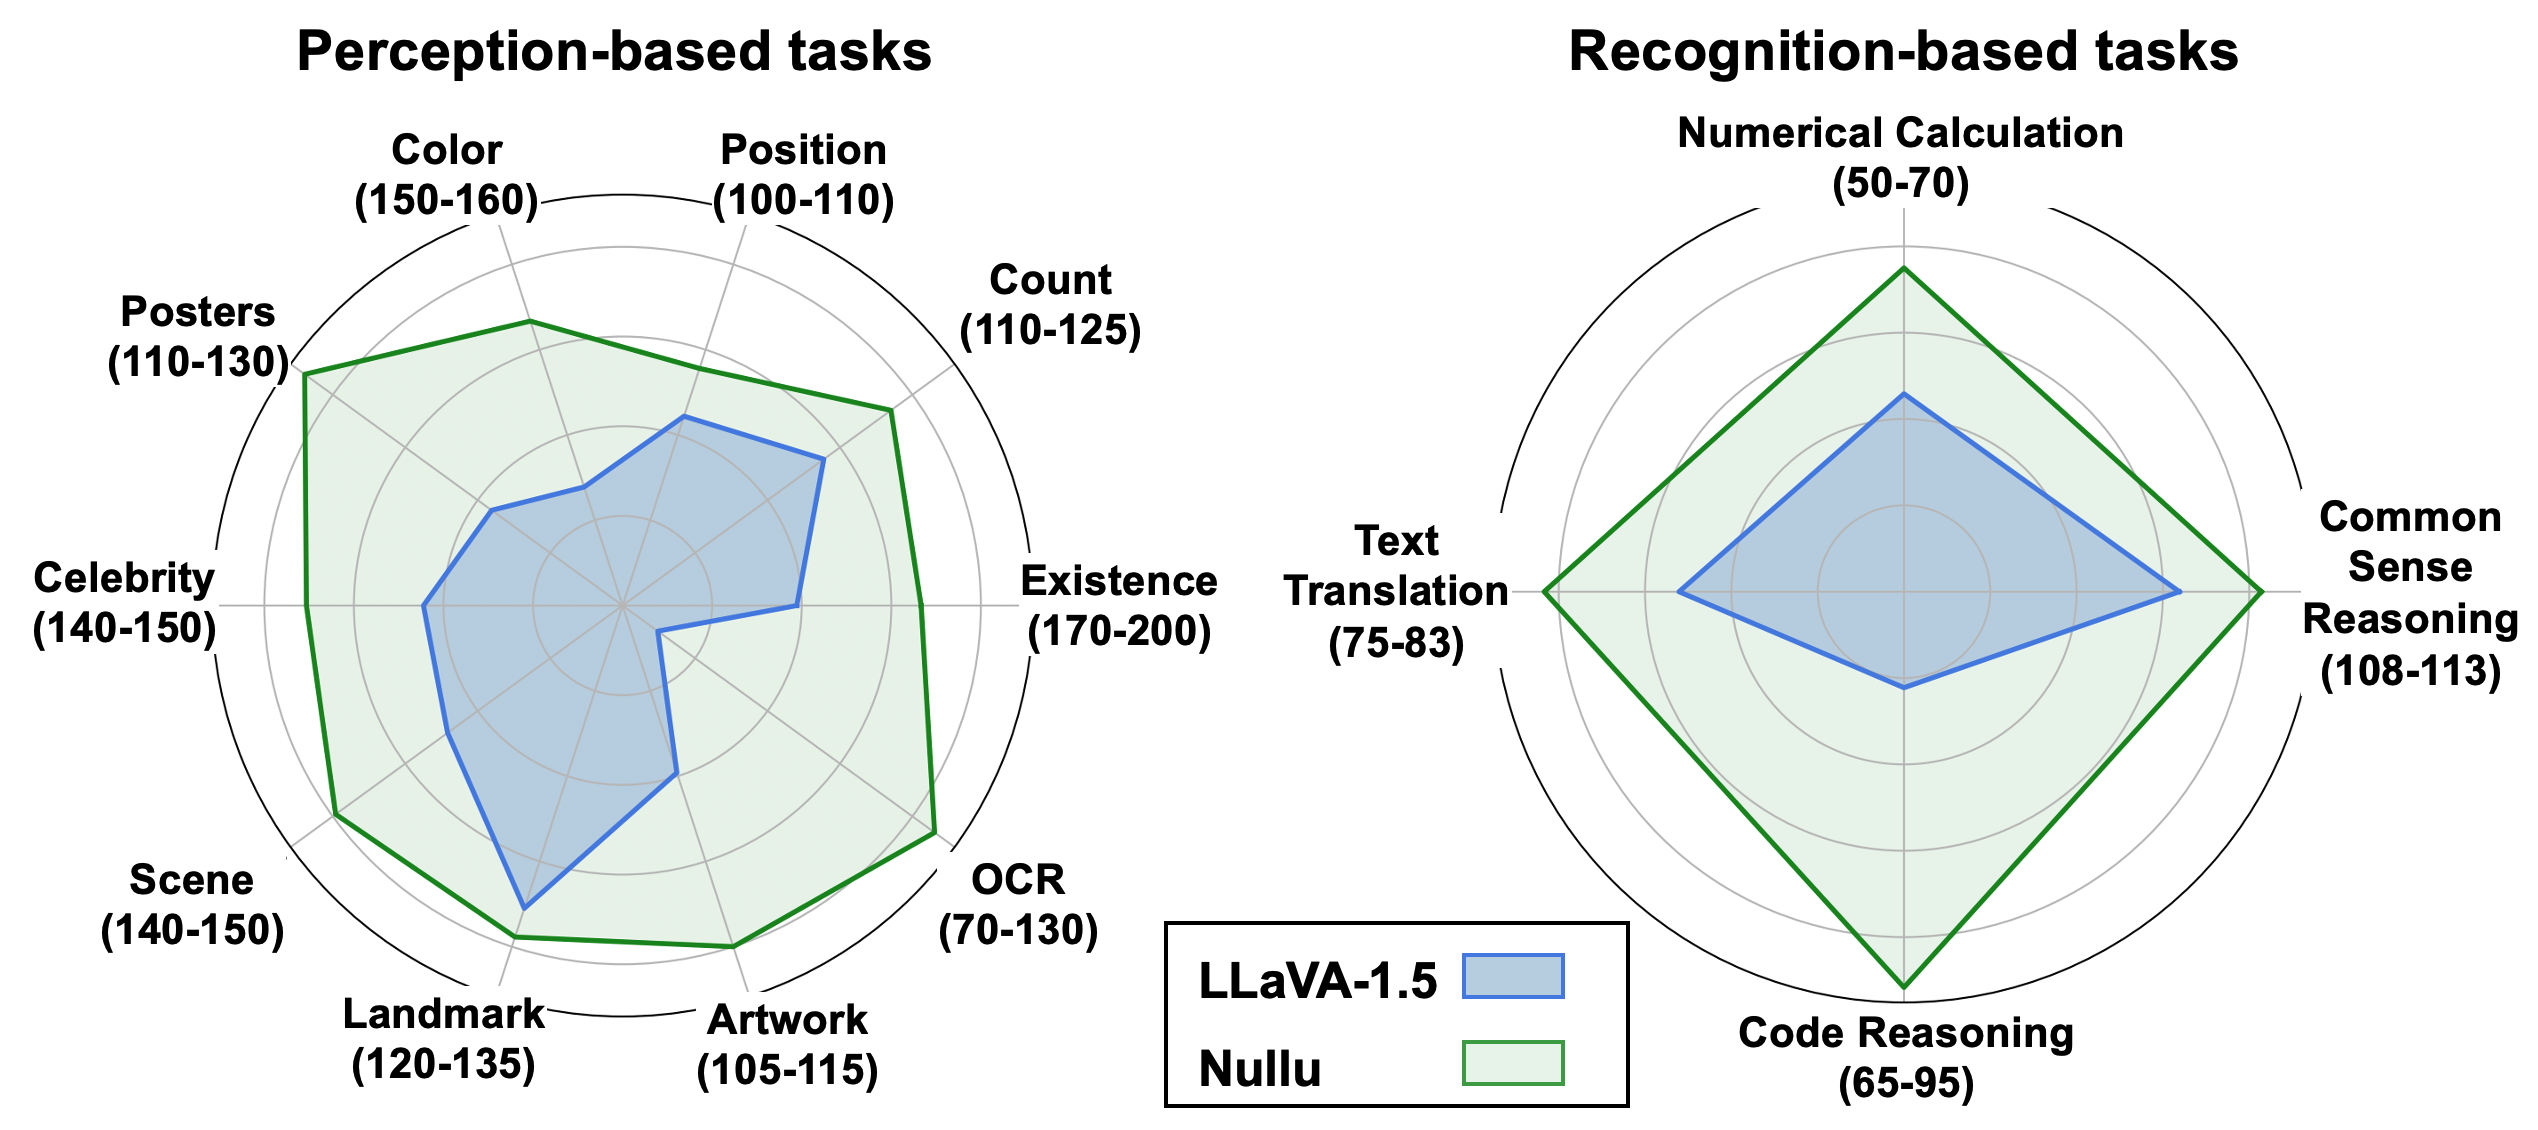 Perception-based tasks
Color
(150-160)
Position
(100-110)
Count
(110-125)
Posters
(110-130)
Celebrity
(140-150)
Existence
(170-200)
Scene
(140-150)
OCR
(70-130)
Landmark
(120-135)
Artwork
(105-115)
Recognition-based tasks
Numerical Calculation
(50-70)
Text
Translation
(75-83)
Common
Sense
Reasoning
(108-113)
Code Reasoning
(65-95)
LLaVA-1.5
Nullu